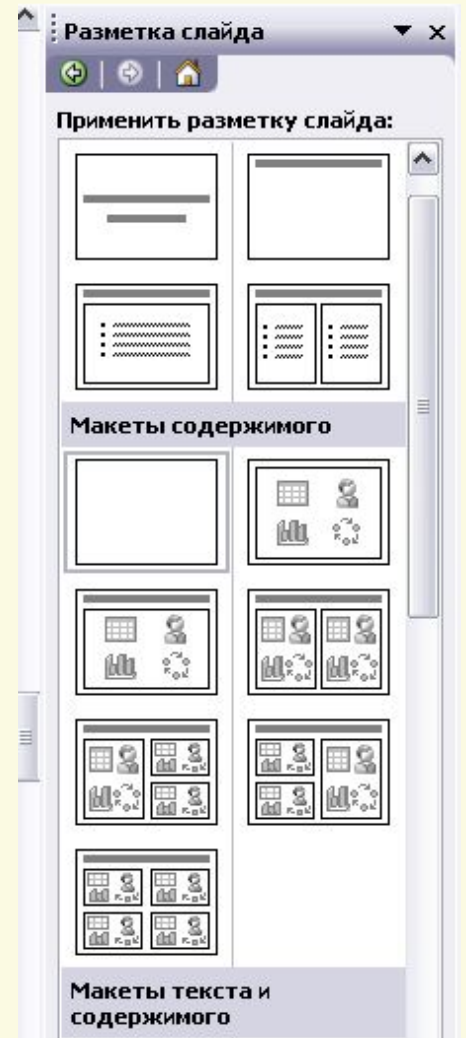 Разметка слайда
Применить разметку слайда:
Макеты содержимого
Макеты текста и
содержимого